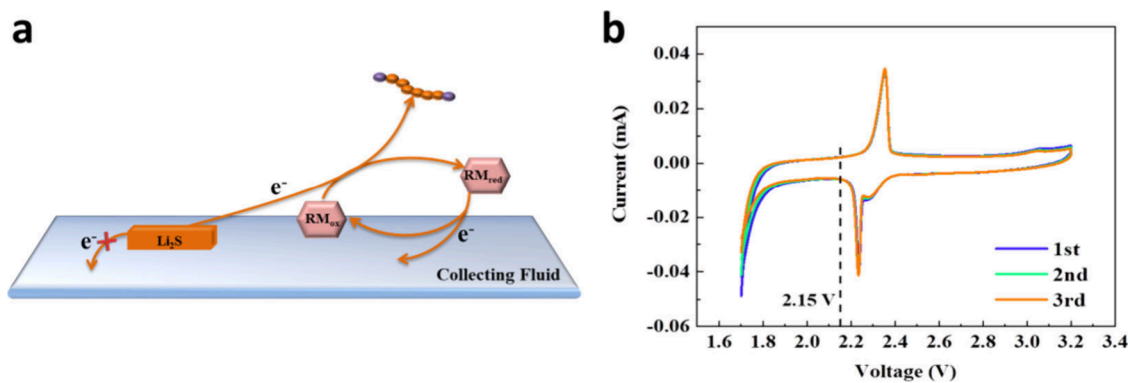 a
e⁻
RM_red
RM_ox
e⁻
e⁻
Li₂S
Collecting Fluid
b
0.04
0.02
0.00
-0.02
-0.04
-0.06
Current (mA)
2.15 V
1st
2nd
3rd
1.6 1.8 2.0 2.2 2.4 2.6 2.8 3.0 3.2 3.4
Voltage (V)